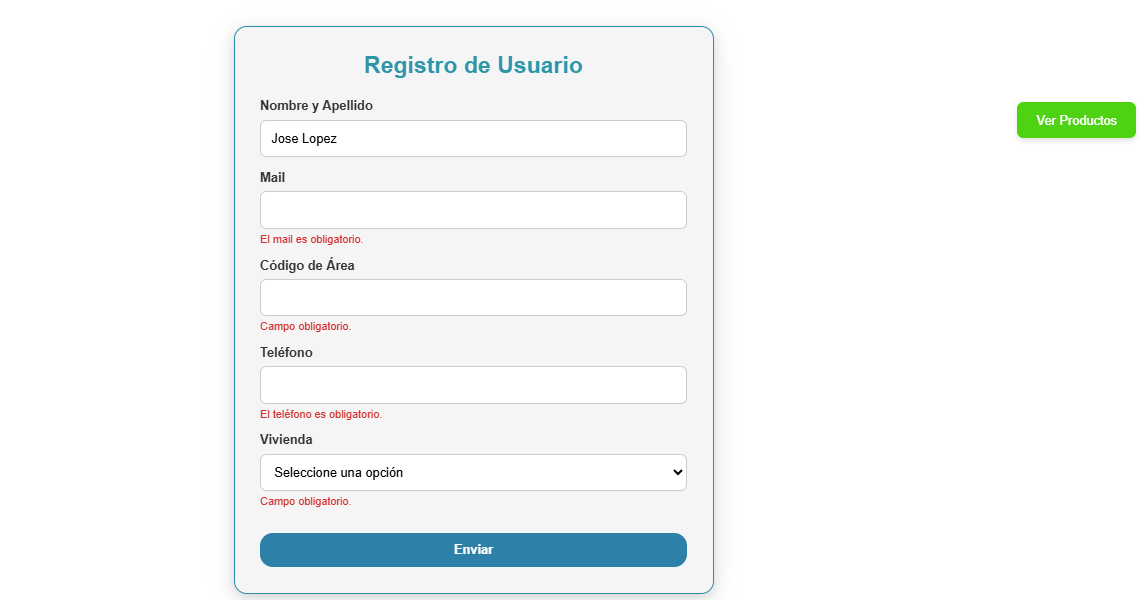 Registro de Usuario
Nombre y Apellido
Jose Lopez
Ver Productos
Mail
El mail es obligatorio.
Código de Área
Campo obligatorio.
Teléfono
El teléfono es obligatorio.
Vivienda
Seleccione una opción
Campo obligatorio.
Enviar